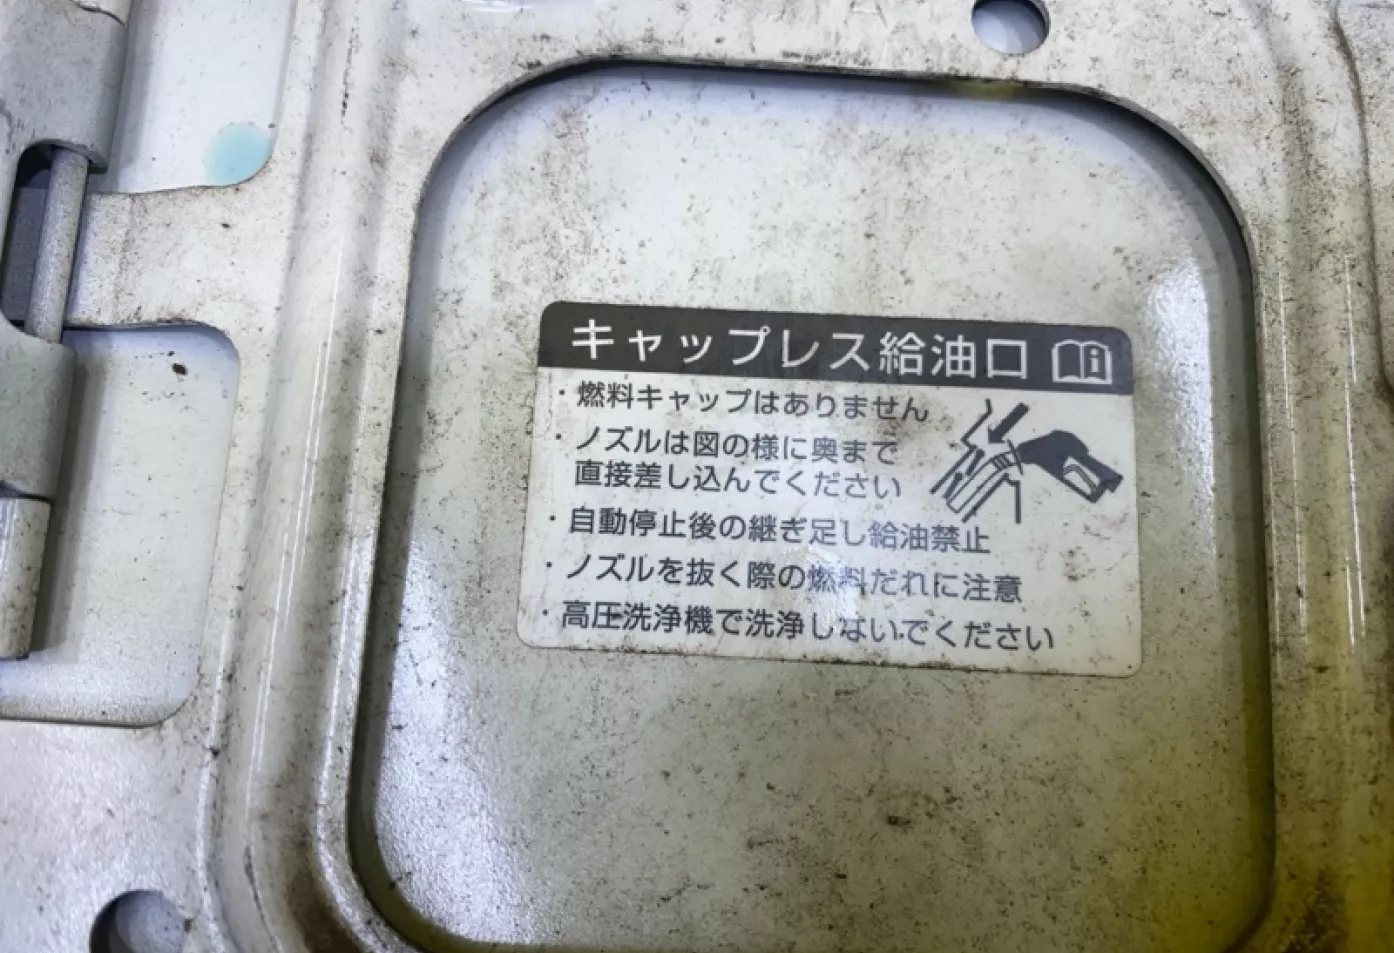 キャップレス給油口
・燃料キャップはありません
・ノズルは図の様に奥まで
直接差し込んでください
・自動停止後の継ぎ足し給油禁止
・ノズルを抜く際の燃料だれに注意
・高圧洗浄機で洗浄しないでください